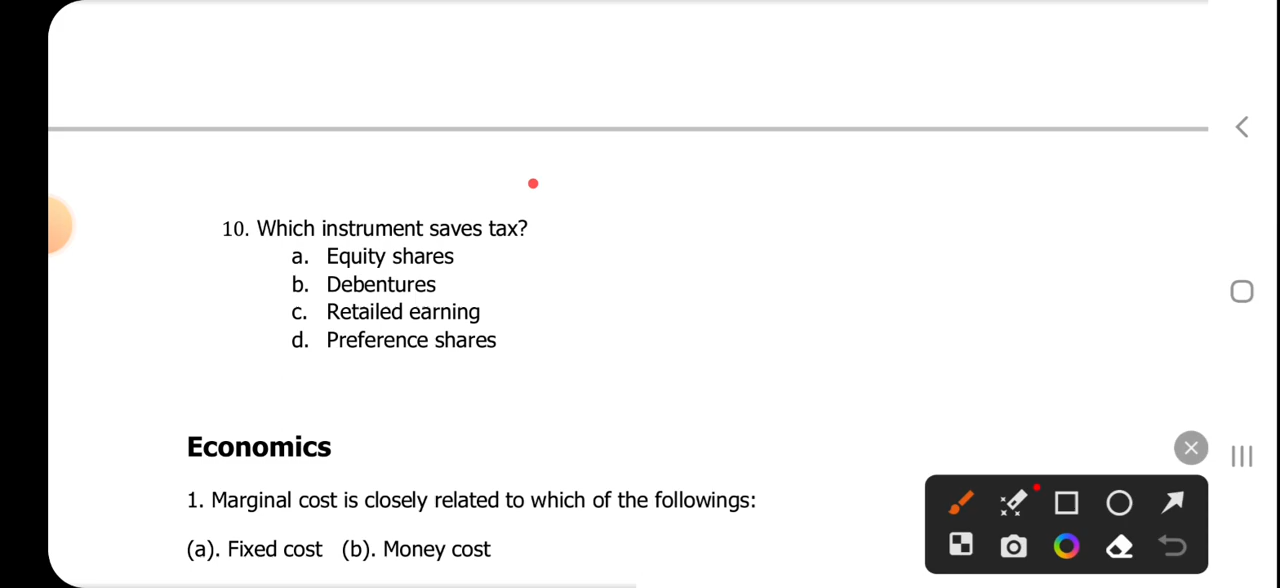 10. Which instrument saves tax?
a. Equity shares
b. Debentures
c. Retailed earning
d. Preference shares
Economics
1. Marginal cost is closely related to which of the followings:
(a). Fixed cost (b). Money cost